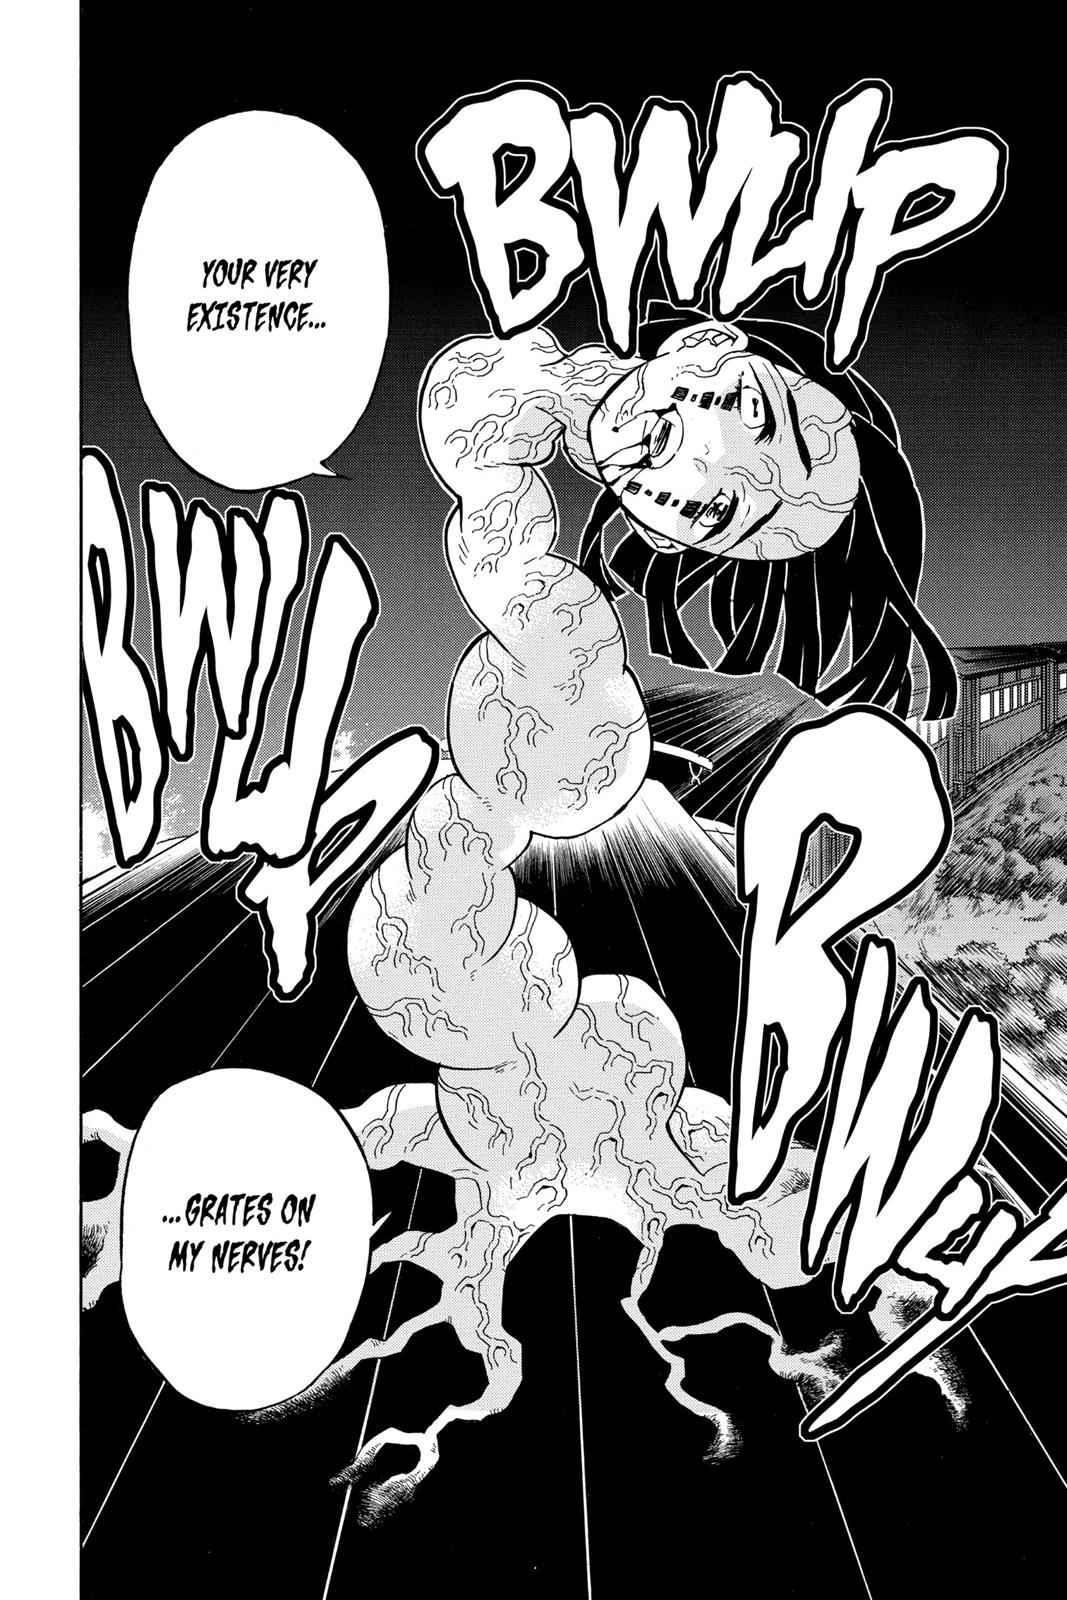 BWUP
YOUR VERY
EXISTENCE...
BWUP
BWUP
...GRATES ON
MY NERVES!